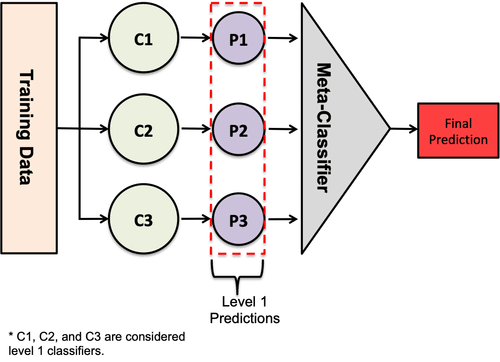 Training Data
C1
P1
C2
P2
C3
P3
Meta-Classifier
Final
Prediction
Level 1
Predictions
* C1, C2, and C3 are considered
level 1 classifiers.